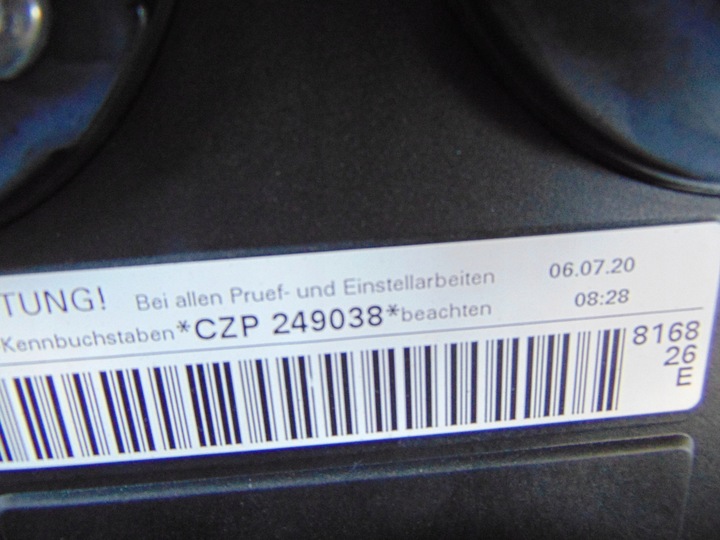 TUNG! Bei allen Pruef- und Einstellarbeiten 06.07.20
Kennbuchstaben *CZP 249038* beachten 08:28
8168
26
E